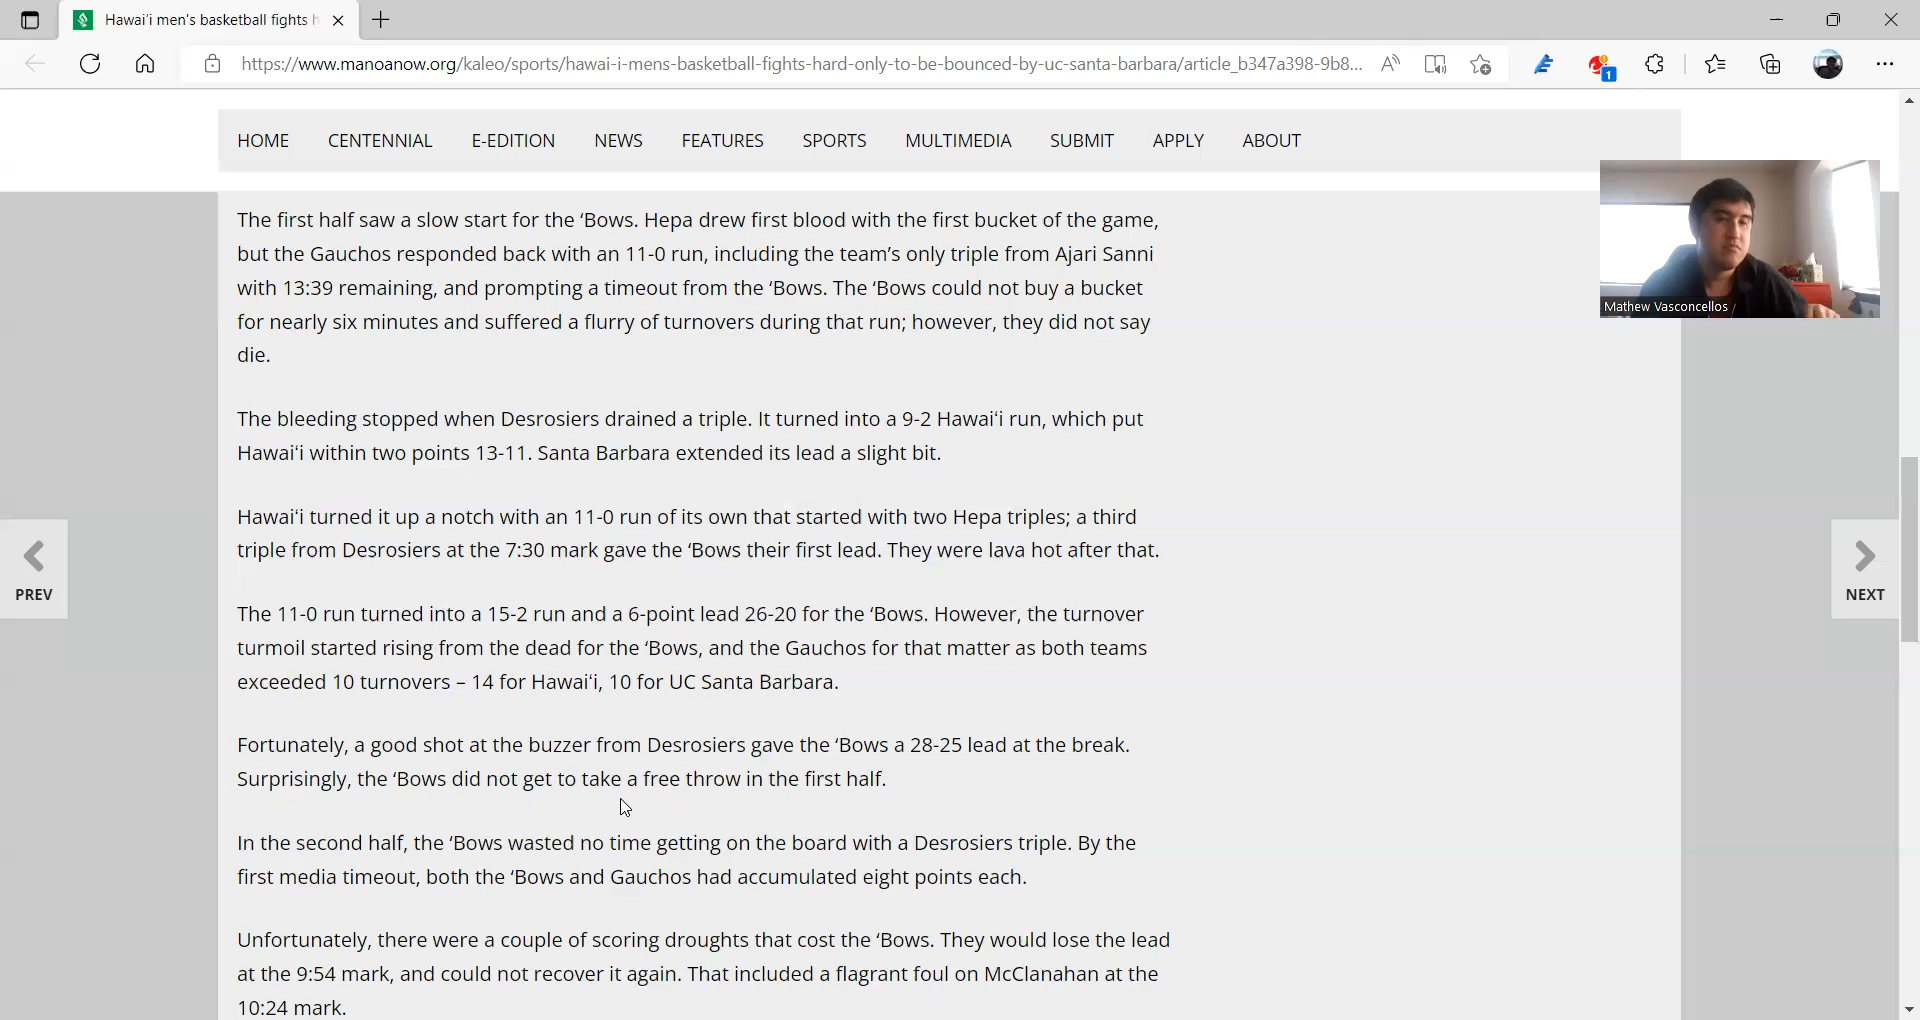 Hawaiʻi men's basketball fights h
https://www.manoanow.org/kaleo/sports/hawai-i-mens-basketball-fights-hard-only-to-be-bounced-by-uc-santa-barbara/article_b347a398-9b8...
1
HOME CENTENNIAL E-EDITION NEWS FEATURES SPORTS MULTIMEDIA SUBMIT APPLY ABOUT
Mathew Vasconcellos
The first half saw a slow start for the ‘Bows. Hepa drew first blood with the first bucket of the game,
but the Gauchos responded back with an 11-0 run, including the team’s only triple from Ajari Sanni
with 13:39 remaining, and prompting a timeout from the ‘Bows. The ‘Bows could not buy a bucket
for nearly six minutes and suffered a flurry of turnovers during that run; however, they did not say
die.
The bleeding stopped when Desrosiers drained a triple. It turned into a 9-2 Hawaiʻi run, which put
Hawaiʻi within two points 13-11. Santa Barbara extended its lead a slight bit.
Hawaiʻi turned it up a notch with an 11-0 run of its own that started with two Hepa triples; a third
triple from Desrosiers at the 7:30 mark gave the ‘Bows their first lead. They were lava hot after that.
PREV
NEXT
The 11-0 run turned into a 15-2 run and a 6-point lead 26-20 for the ‘Bows. However, the turnover
turmoil started rising from the dead for the ‘Bows, and the Gauchos for that matter as both teams
exceeded 10 turnovers – 14 for Hawaiʻi, 10 for UC Santa Barbara.
Fortunately, a good shot at the buzzer from Desrosiers gave the ‘Bows a 28-25 lead at the break.
Surprisingly, the ‘Bows did not get to take a free throw in the first half.
In the second half, the ‘Bows wasted no time getting on the board with a Desrosiers triple. By the
first media timeout, both the ‘Bows and Gauchos had accumulated eight points each.
Unfortunately, there were a couple of scoring droughts that cost the ‘Bows. They would lose the lead
at the 9:54 mark, and could not recover it again. That included a flagrant foul on McClanahan at the
10:24 mark.